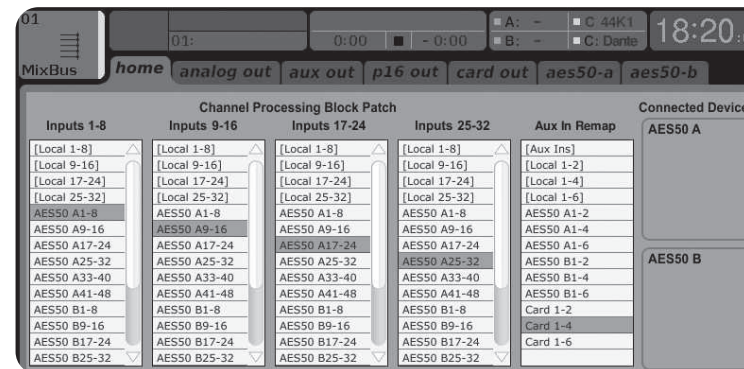 01
MixBus
01:
0:00 - 0:00
A: -
B: -
C 44K1
C: Dante
18:20
home analog out aux out p16 out card out aes50-a aes50-b
Channel Processing Block Patch
Connected Device
Inputs 1-8
[Local 1-8]
[Local 9-16]
[Local 17-24]
[Local 25-32]
AES50 A1-8
AES50 A9-16
AES50 A17-24
AES50 A25-32
AES50 A33-40
AES50 A41-48
AES50 B1-8
AES50 B9-16
AES50 B17-24
AES50 B25-32
Inputs 9-16
[Local 1-8]
[Local 9-16]
[Local 17-24]
[Local 25-32]
AES50 A1-8
AES50 A9-16
AES50 A17-24
AES50 A25-32
AES50 A33-40
AES50 A41-48
AES50 B1-8
AES50 B9-16
AES50 B17-24
AES50 B25-32
Inputs 17-24
[Local 1-8]
[Local 9-16]
[Local 17-24]
[Local 25-32]
AES50 A1-8
AES50 A9-16
AES50 A17-24
AES50 A25-32
AES50 A33-40
AES50 A41-48
AES50 B1-8
AES50 B9-16
AES50 B17-24
AES50 B25-32
Inputs 25-32
[Local 1-8]
[Local 9-16]
[Local 17-24]
[Local 25-32]
AES50 A1-8
AES50 A9-16
AES50 A17-24
AES50 A25-32
AES50 A33-40
AES50 A41-48
AES50 B1-8
AES50 B9-16
AES50 B17-24
AES50 B25-32
Aux In Remap
[Aux Ins]
[Local 1-2]
[Local 1-4]
[Local 1-6]
AES50 A1-2
AES50 A1-4
AES50 A1-6
AES50 B1-2
AES50 B1-4
AES50 B1-6
Card 1-2
Card 1-4
Card 1-6
AES50 A
AES50 B